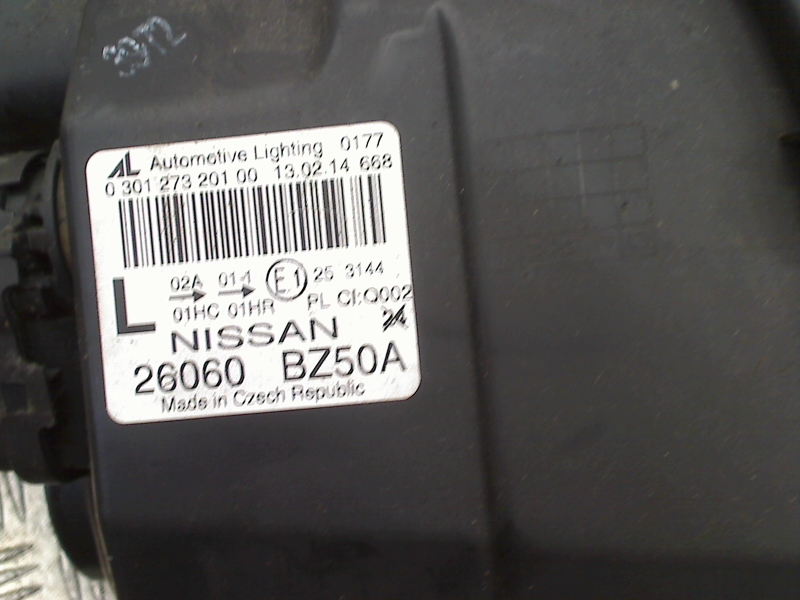 AL Automotive Lighting 0177
0 301 273 201 00 13.02.14 668
L
02A 01-1 E1 25 3144
01HC 01HR PL CI:Q002
NISSAN 24
26060 BZ50A
Made in Czech Republic